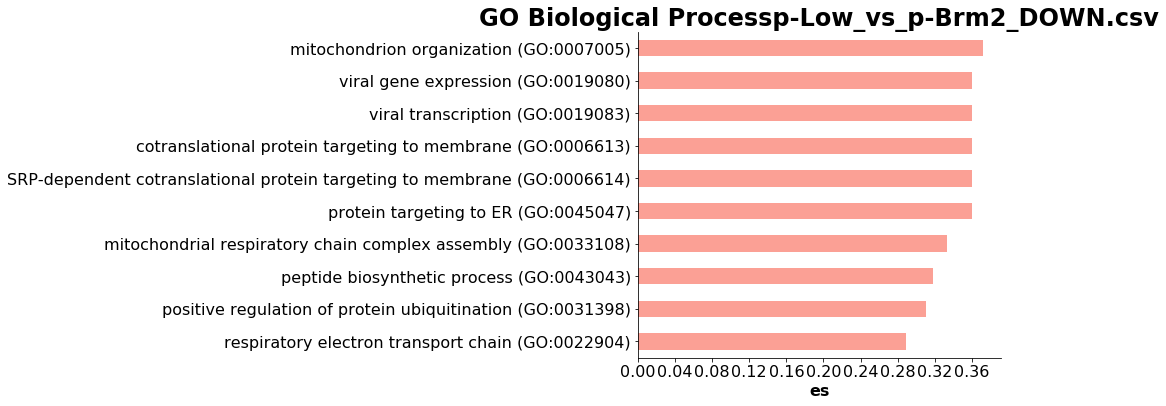 GO Biological Processp-Low_vs_p-Brm2_DOWN.csv
mitochondrion organization (GO:0007005)
viral gene expression (GO:0019080)
viral transcription (GO:0019083)
cotranslational protein targeting to membrane (GO:0006613)
SRP-dependent cotranslational protein targeting to membrane (GO:0006614)
protein targeting to ER (GO:0045047)
mitochondrial respiratory chain complex assembly (GO:0033108)
peptide biosynthetic process (GO:0043043)
positive regulation of protein ubiquitination (GO:0031398)
respiratory electron transport chain (GO:0022904)
0.00 0.04 0.08 0.12 0.16 0.20 0.24 0.28 0.32 0.36
es